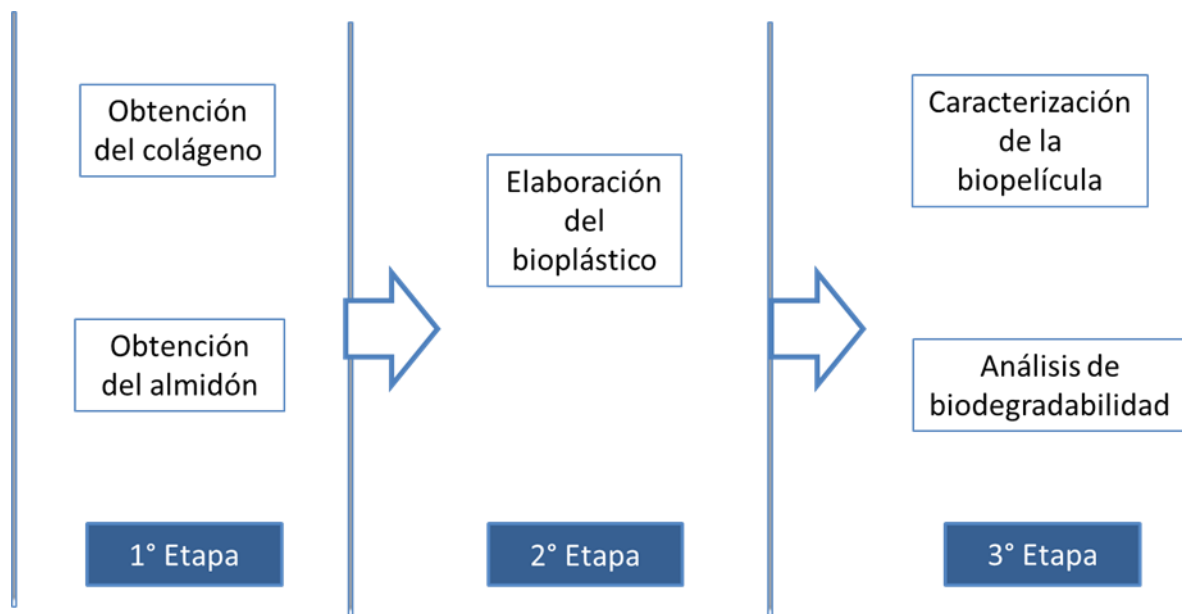 Obtención
del colágeno
Obtención
del almidón
1° Etapa
Elaboración
del
bioplástico
2° Etapa
Caracterización
de la
biopelícula
Análisis de
biodegradabilidad
3° Etapa